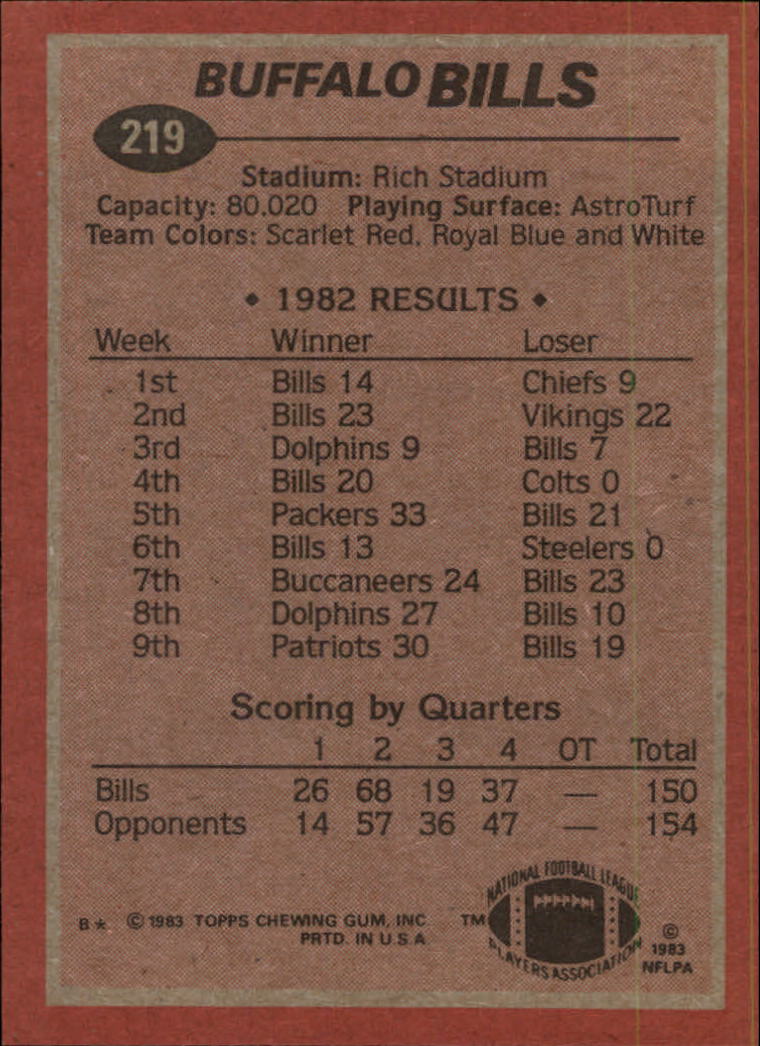 BUFFALO BILLS
219
Stadium: Rich Stadium
Capacity: 80.020 Playing Surface: AstroTurf
Team Colors: Scarlet Red, Royal Blue and White
♦ 1982 RESULTS ♦
Week Winner Loser
1st Bills 14 Chiefs 9
2nd Bills 23 Vikings 22
3rd Dolphins 9 Bills 7
4th Bills 20 Colts 0
5th Packers 33 Bills 21
6th Bills 13 Steelers 0
7th Buccaneers 24 Bills 23
8th Dolphins 27 Bills 10
9th Patriots 30 Bills 19
Scoring by Quarters
1 2 3 4 OT Total
Bills 26 68 19 37 — 150
Opponents 14 57 36 47 — 154
B* © 1983 TOPPS CHEWING GUM, INC
PRTD. IN U.S.A
TM
NATIONAL FOOTBALL LEAGUE
PLAYERS ASSOCIATION
©
1983
NFLPA